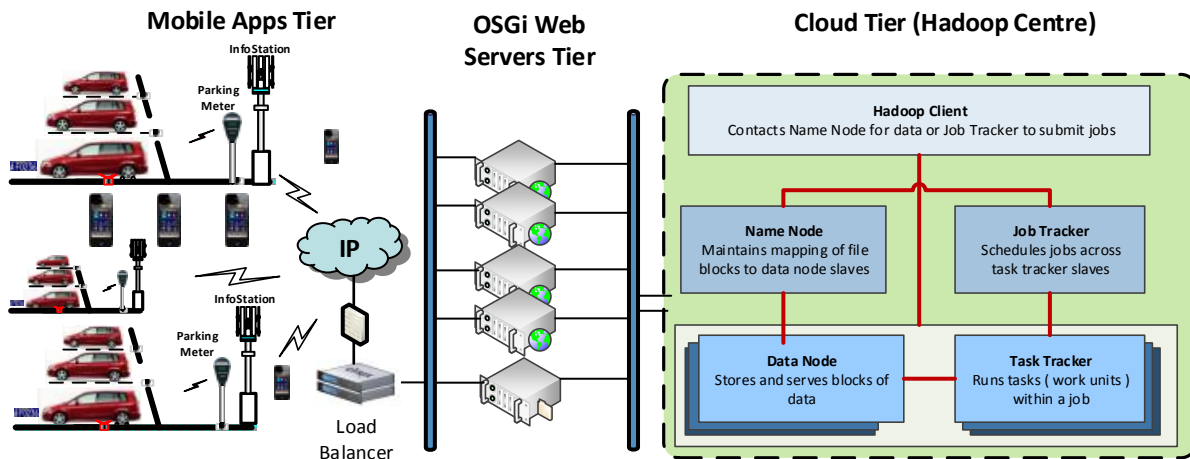 Mobile Apps Tier
OSGi Web
Servers Tier
Cloud Tier (Hadoop Centre)
InfoStation
Parking
Meter
Hadoop Client
Contacts Name Node for data or Job Tracker to submit jobs
IP
Name Node
Maintains mapping of file
blocks to data node slaves
Job Tracker
Schedules jobs across
task tracker slaves
InfoStation
Parking
Meter
Data Node
Stores and serves blocks of
data
Task Tracker
Runs tasks ( work units )
within a job
Load
Balancer